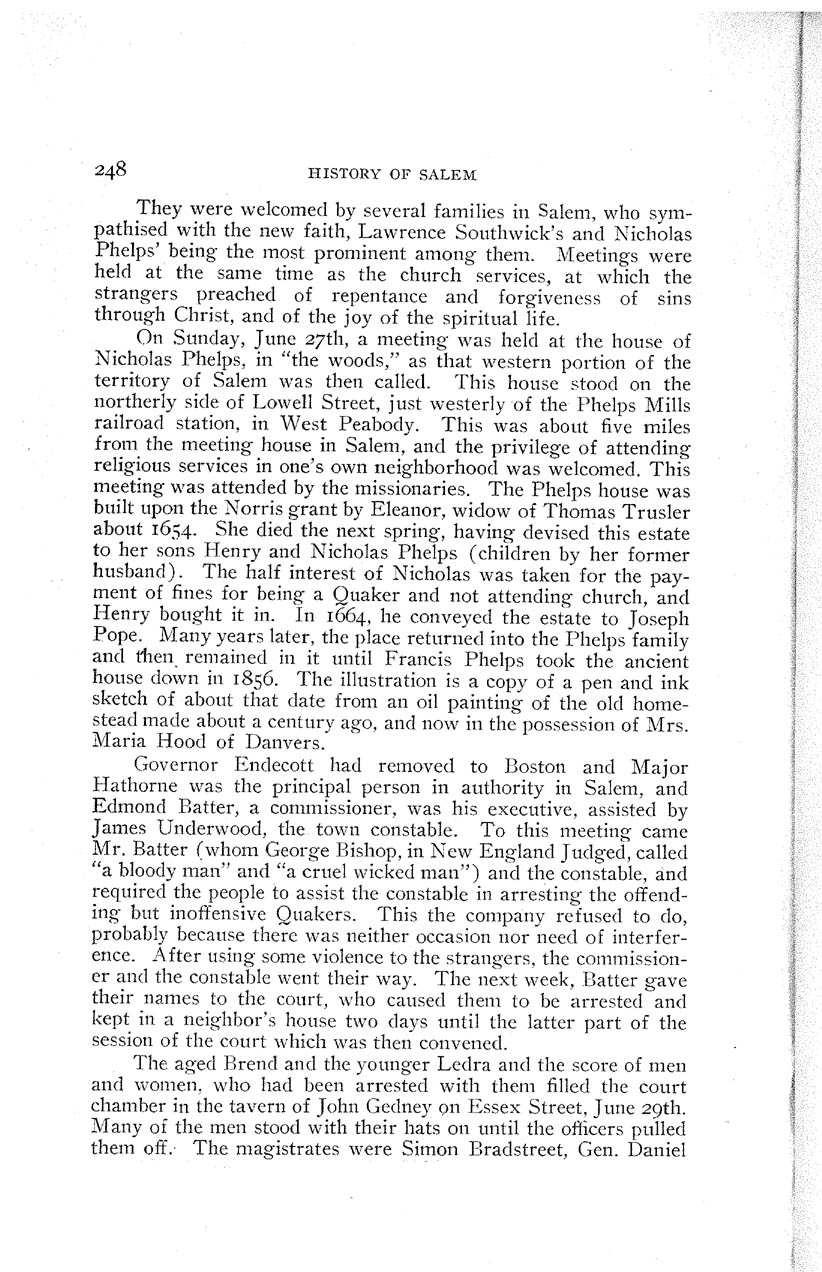 248 HISTORY OF SALEM
They were welcomed by several families in Salem, who sym-
pathised with the new faith, Lawrence Southwick's and Nicholas
Phelps' being the most prominent among them. Meetings were
held at the same time as the church services, at which the
strangers preached of repentance and forgiveness of sins
through Christ, and of the joy of the spiritual life.
On Sunday, June 27th, a meeting was held at the house of
Nicholas Phelps, in "the woods," as that western portion of the
territory of Salem was then called. This house stood on the
northerly side of Lowell Street, just westerly of the Phelps Mills
railroad station, in West Peabody. This was about five miles
from the meeting house in Salem, and the privilege of attending
religious services in one's own neighborhood was welcomed. This
meeting was attended by the missionaries. The Phelps house was
built upon the Norris grant by Eleanor, widow of Thomas Trusler
about 1654. She died the next spring, having devised this estate
to her sons Henry and Nicholas Phelps (children by her former
husband). The half interest of Nicholas was taken for the pay-
ment of fines for being a Quaker and not attending church, and
Henry bought it in. In 1664, he conveyed the estate to Joseph
Pope. Many years later, the place returned into the Phelps family
and then remained in it until Francis Phelps took the ancient
house down in 1856. The illustration is a copy of a pen and ink
sketch of about that date from an oil painting of the old home-
stead made about a century ago, and now in the possession of Mrs.
Maria Hood of Danvers.
Governor Endecott had removed to Boston and Major
Hathorne was the principal person in authority in Salem, and
Edmond Batter, a commissioner, was his executive, assisted by
James Underwood, the town constable. To this meeting came
Mr. Batter (whom George Bishop, in New England Judged, called
"a bloody man" and "a cruel wicked man") and the constable, and
required the people to assist the constable in arresting the offend-
ing but inoffensive Quakers. This the company refused to do,
probably because there was neither occasion nor need of interfer-
ence. After using some violence to the strangers, the commission-
er and the constable went their way. The next week, Batter gave
their names to the court, who caused them to be arrested and
kept in a neighbor's house two days until the latter part of the
session of the court which was then convened.
The aged Brend and the younger Ledra and the score of men
and women, who had been arrested with them filled the court
chamber in the tavern of John Gedney on Essex Street, June 29th.
Many of the men stood with their hats on until the officers pulled
them off. The magistrates were Simon Bradstreet, Gen. Daniel